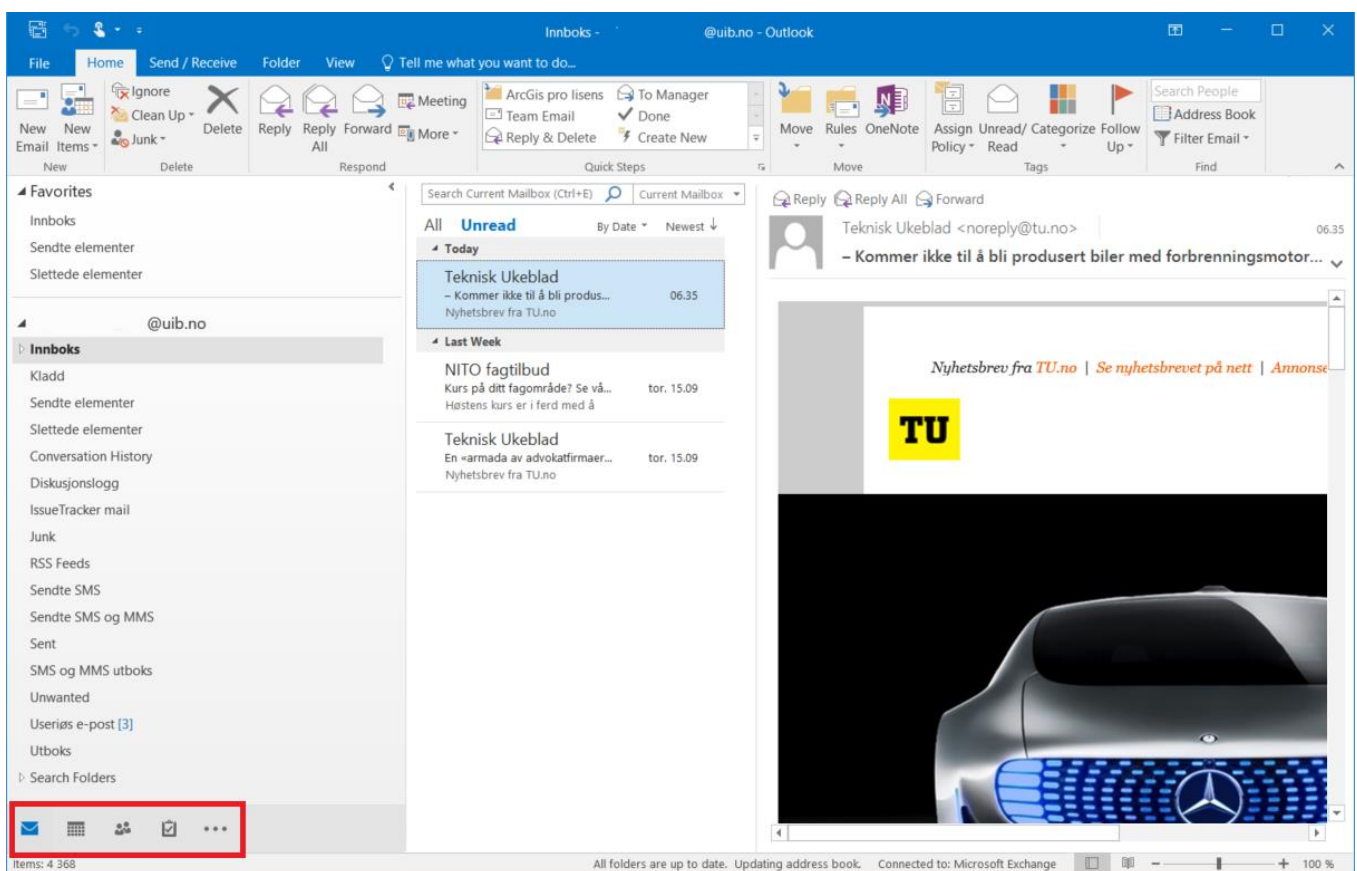 Innboks - @uib.no - Outlook
File Home Send / Receive Folder View Tell me what you want to do...
New Email
New Items
Ignore
Clean Up
Junk
Delete
Reply
Reply All
Forward
Meeting
More
ArcGis pro lisens
Team Email
Reply & Delete
To Manager
Done
Create New
Move
Rules
OneNote
Assign Policy
Unread/ Read
Categorize
Follow Up
Search People
Address Book
Filter Email
New Delete Respond Quick Steps Move Tags Find
Favorites
Innboks
Sendte elementer
Slettede elementer
@uib.no
Innboks
Kladd
Sendte elementer
Slettede elementer
Conversation History
Diskusjonslogg
IssueTracker mail
Junk
RSS Feeds
Sendte SMS
Sendte SMS og MMS
Sent
SMS og MMS utboks
Unwanted
Useriøs e-post [3]
Utboks
Search Folders
Search Current Mailbox (Ctrl+E) Current Mailbox
All Unread By Date Newest ↓
Today
Teknisk Ukeblad
– Kommer ikke til å bli produs... 06.35
Nyhetsbrev fra TU.no
Last Week
NITO fagtilbud
Kurs på ditt fagområde? Se vå... tor. 15.09
Høstens kurs er i ferd med å
Teknisk Ukeblad
En «armada av advokatfirmaer... tor. 15.09
Nyhetsbrev fra TU.no
Reply Reply All Forward
Teknisk Ukeblad <noreply@tu.no> 06.35
– Kommer ikke til å bli produsert biler med forbrenningsmotor...
Nyhetsbrev fra TU.no | Se nyhetsbrevet på nett | Annonse
TU
Items: 4 368 All folders are up to date. Updating address book. Connected to: Microsoft Exchange 100 %